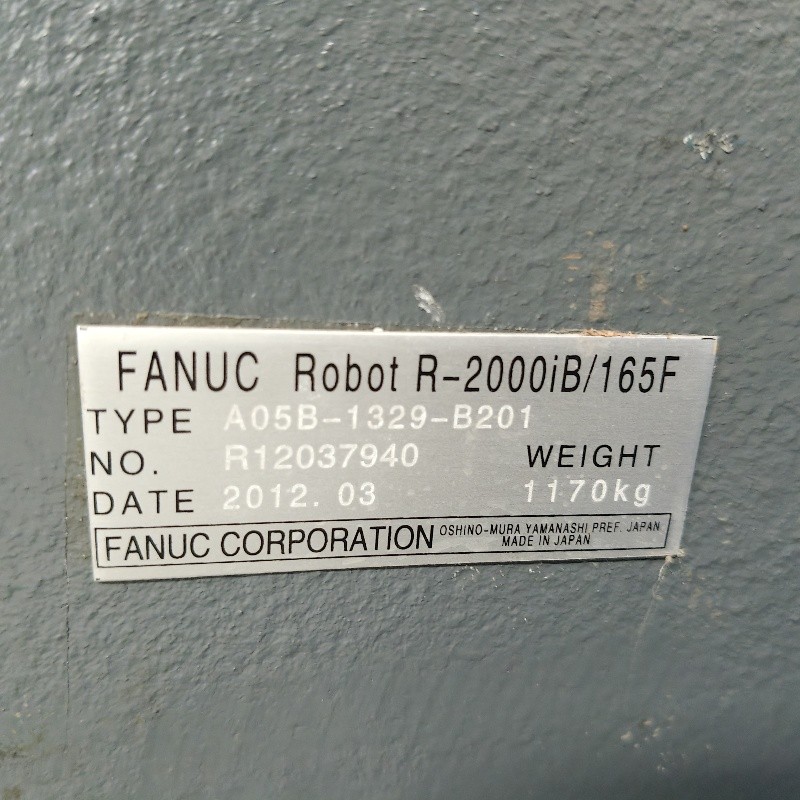 FANUC Robot R-2000iB/165F
TYPE A05B-1329-B201
NO. R12037940 WEIGHT
DATE 2012.03 1170kg
FANUC CORPORATION OSHINO-MURA YAMANASHI PREF. JAPAN
MADE IN JAPAN